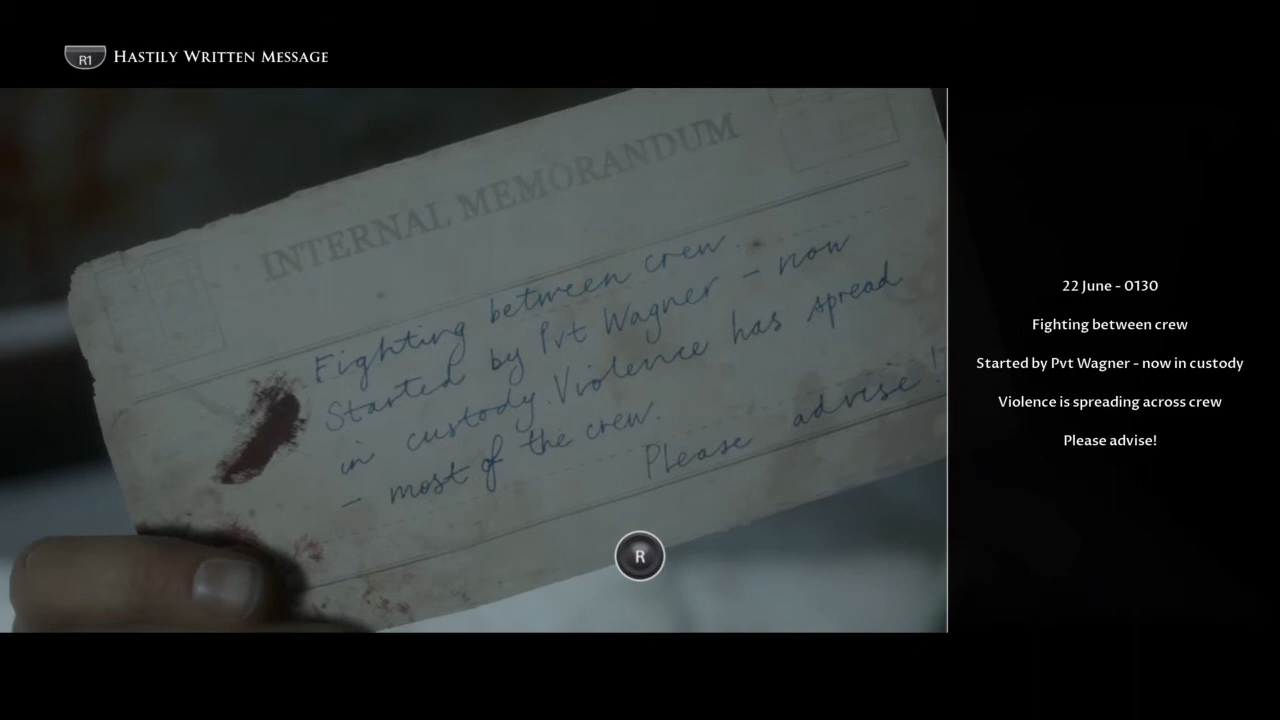 R1 HASTILY WRITTEN MESSAGE
INTERNAL MEMORANDUM
Fighting between crew.
Started by Pvt Wagner - now
in custody. Violence has spread
- most of the crew.
Please advise!
R
22 June - 0130
Fighting between crew
Started by Pvt Wagner - now in custody
Violence is spreading across crew
Please advise!